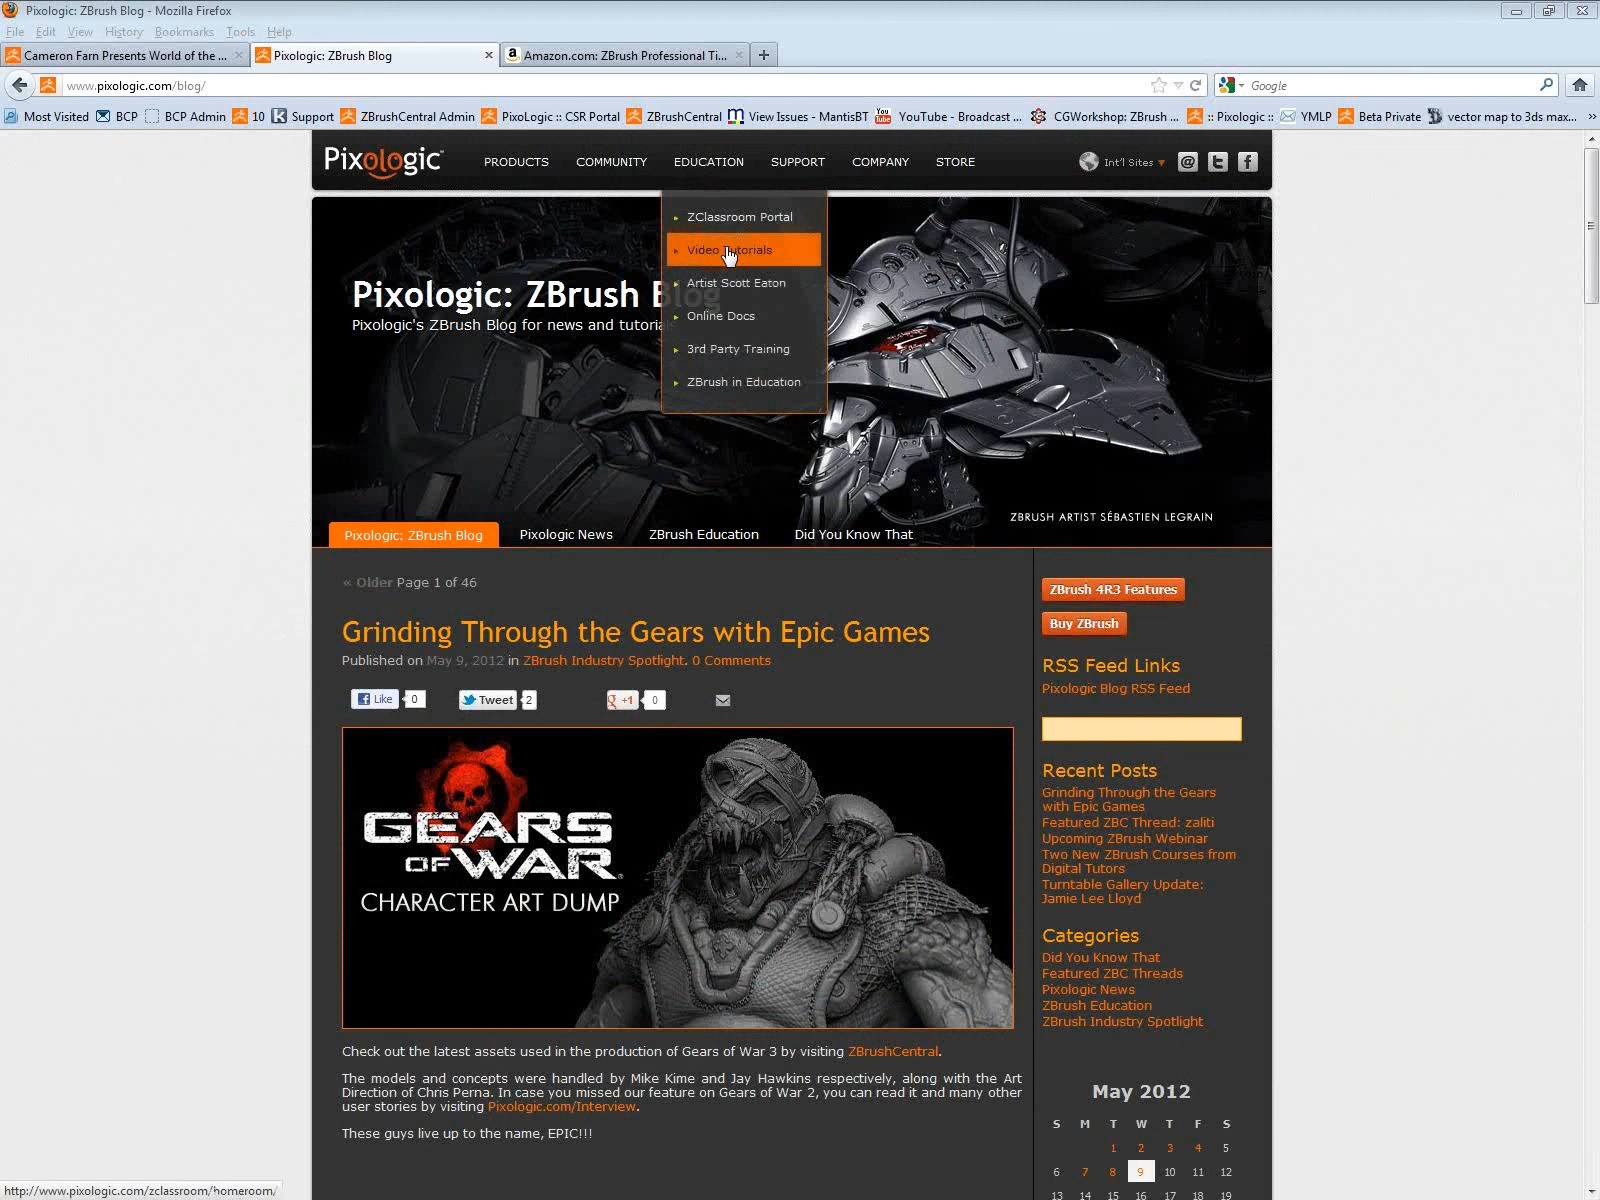 Pixologic: ZBrush Blog - Mozilla Firefox
File Edit View History Bookmarks Tools Help
Cameron Farn Presents World of the ...
Pixologic: ZBrush Blog
Amazon.com: ZBrush Professional Ti...
www.pixologic.com/blog/
Google
Most Visited BCP BCP Admin 10 Support ZBrushCentral Admin PixoLogic :: CSR Portal ZBrushCentral View Issues - MantisBT YouTube - Broadcast ... CGWorkshop: ZBrush ... :: Pixologic :: YMLP Beta Private vector map to 3ds max... »
Pixologic
PRODUCTS COMMUNITY EDUCATION SUPPORT COMPANY STORE
Int'l Sites
ZClassroom Portal
Video Tutorials
Artist Scott Eaton
Online Docs
3rd Party Training
ZBrush in Education
Pixologic: ZBrush Blog
Pixologic's ZBrush Blog for news and tutorials
ZBRUSH ARTIST SÉBASTIEN LEGRAIN
Pixologic: ZBrush Blog Pixologic News ZBrush Education Did You Know That
« Older Page 1 of 46
Grinding Through the Gears with Epic Games
Published on May 9, 2012 in ZBrush Industry Spotlight. 0 Comments
Like 0 Tweet 2 +1 0
GEARS
OF WAR
CHARACTER ART DUMP
Check out the latest assets used in the production of Gears of War 3 by visiting ZBrushCentral.
The models and concepts were handled by Mike Kime and Jay Hawkins respectively, along with the Art
Direction of Chris Perna. In case you missed our feature on Gears of War 2, you can read it and many other
user stories by visiting Pixologic.com/Interview.
These guys live up to the name, EPIC!!!
ZBrush 4R3 Features
Buy ZBrush
RSS Feed Links
Pixologic Blog RSS Feed
Recent Posts
Grinding Through the Gears
with Epic Games
Featured ZBC Thread: zaliti
Upcoming ZBrush Webinar
Two New ZBrush Courses from
Digital Tutors
Turntable Gallery Update:
Jamie Lee Lloyd
Categories
Did You Know That
Featured ZBC Threads
Pixologic News
ZBrush Education
ZBrush Industry Spotlight
May 2012
S M T W T F S
1 2 3 4 5
6 7 8 9 10 11 12
13 14 15 16 17 18 19
http://www.pixologic.com/zclassroom/homeroom/